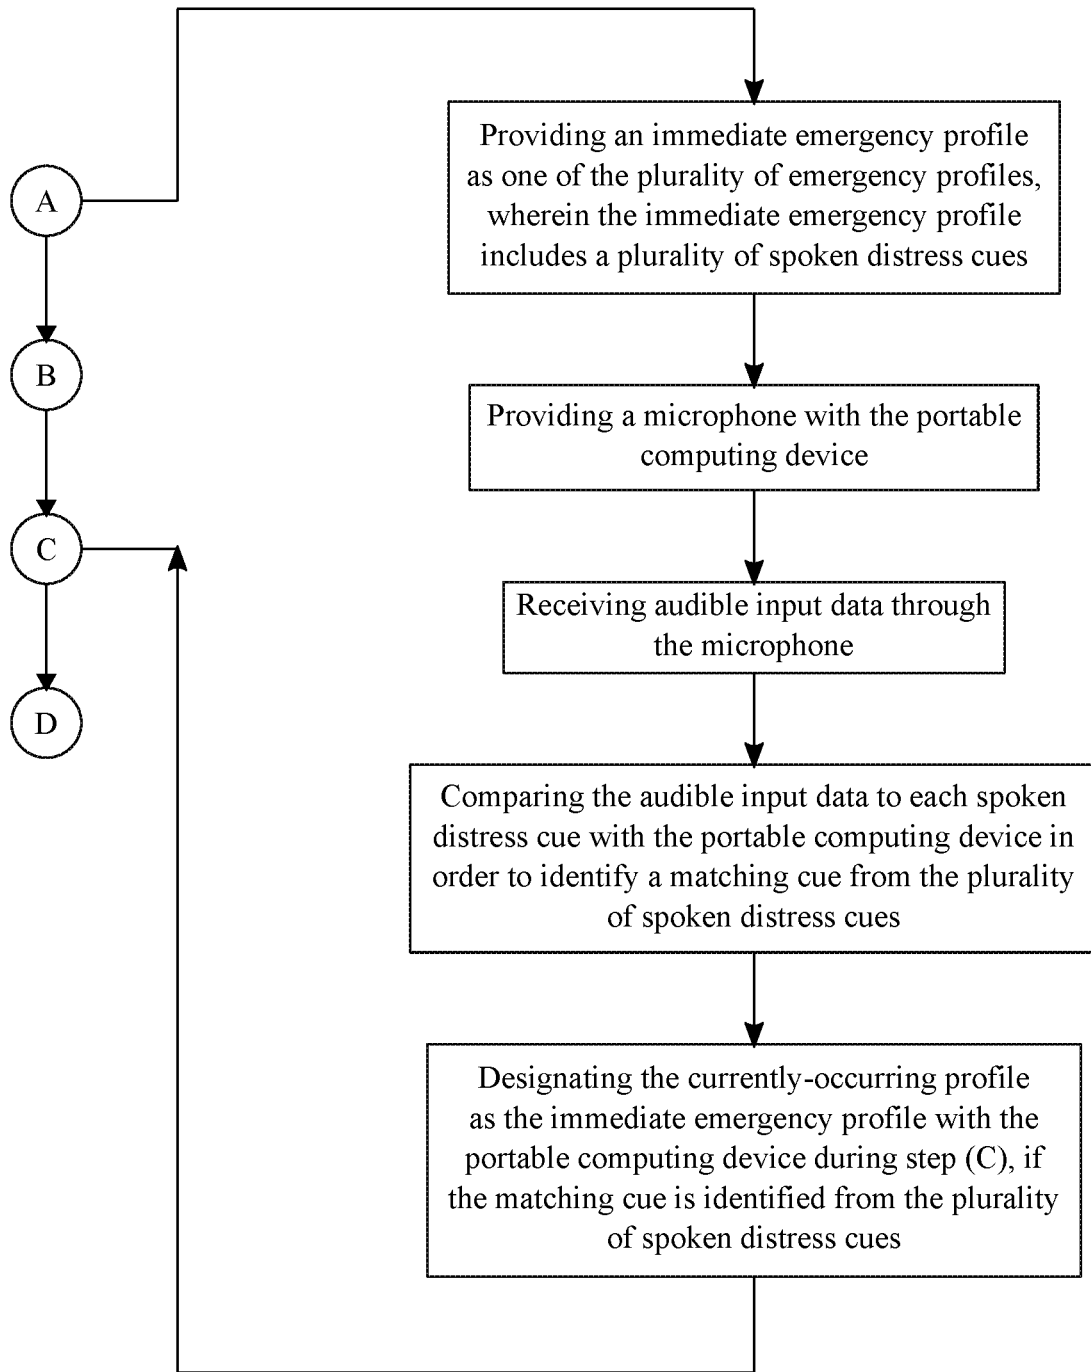 A
B
C
D
Providing an immediate emergency profile
as one of the plurality of emergency profiles,
wherein the immediate emergency profile
includes a plurality of spoken distress cues
Providing a microphone with the portable
computing device
Receiving audible input data through
the microphone
Comparing the audible input data to each spoken
distress cue with the portable computing device in
order to identify a matching cue from the plurality
of spoken distress cues
Designating the currently-occurring profile
as the immediate emergency profile with the
portable computing device during step (C), if
the matching cue is identified from the plurality
of spoken distress cues